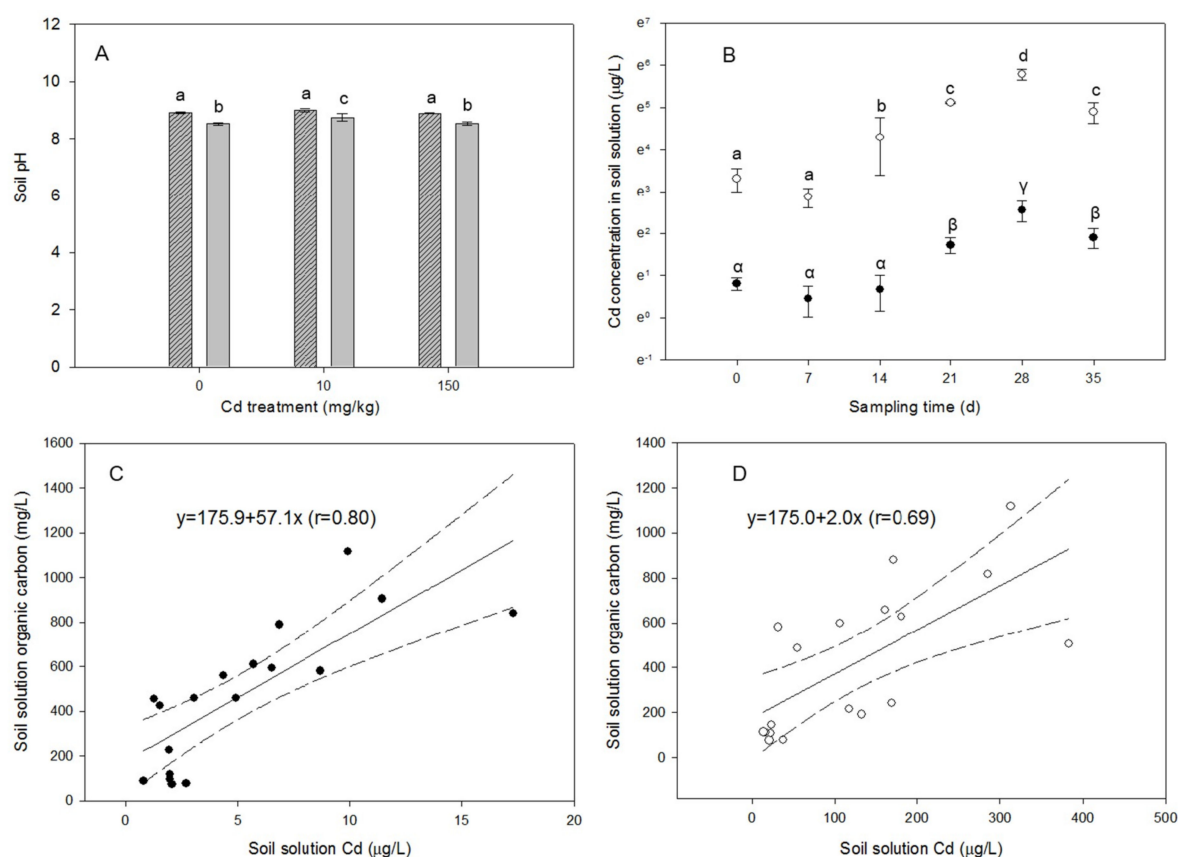 A
Soil pH
12
10
8
6
4
2
0
a b a c a b
0 10 150
Cd treatment (mg/kg)
B
Cd concentration in soil solution (µg/L)
e⁷
e⁶
e⁵
e⁴
e³
e²
e¹
e⁰
e⁻¹
a a b c d c
α α α β γ β
0 7 14 21 28 35
Sampling time (d)
C
y=175.9+57.1x (r=0.80)
Soil solution organic carbon (mg/L)
1600
1400
1200
1000
800
600
400
200
0
0 5 10 15 20
Soil solution Cd (µg/L)
D
y=175.0+2.0x (r=0.69)
Soil solution organic carbon (mg/L)
1400
1200
1000
800
600
400
200
0
0 100 200 300 400 500
Soil solution Cd (µg/L)